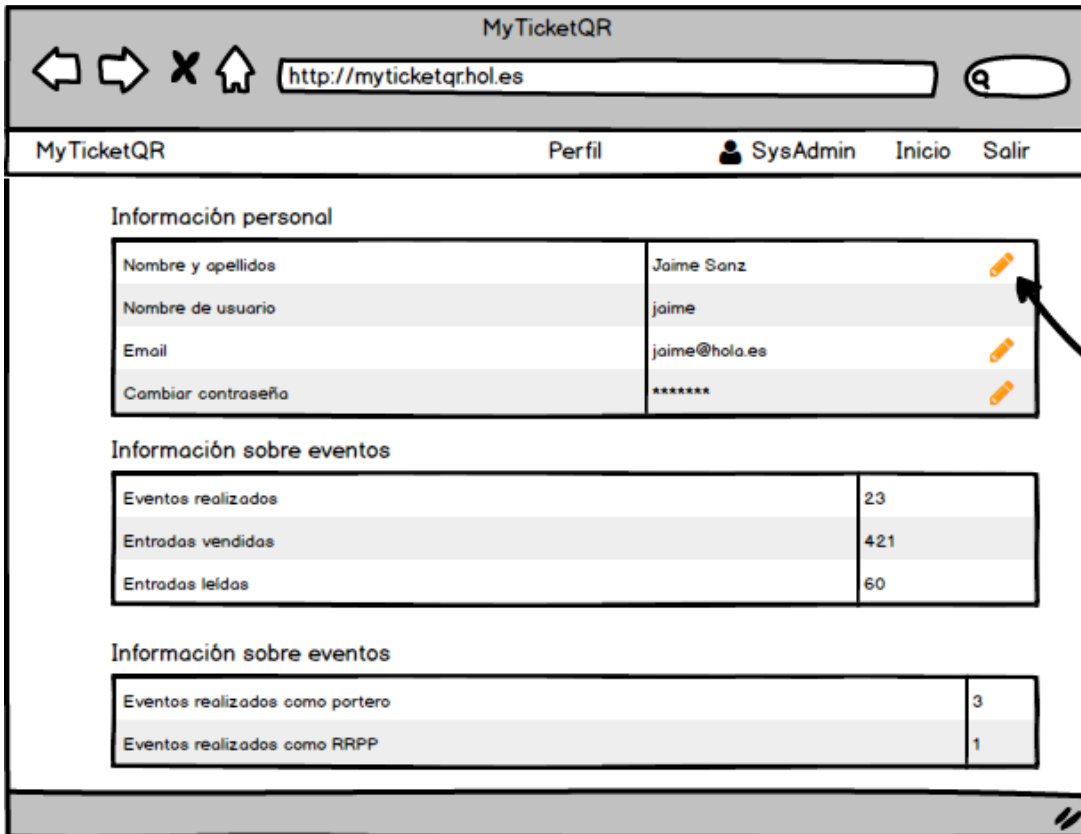 MyTicketQR
http://myticketqr.hol.es
MyTicketQR Perfil SysAdmin Inicio Salir
Información personal
Nombre y apellidos Jaime Sanz
Nombre de usuario jaime
Email jaime@hola.es
Cambiar contraseña *******
Información sobre eventos
Eventos realizados 23
Entradas vendidas 421
Entradas leídas 60
Información sobre eventos
Eventos realizados como portero 3
Eventos realizados como RRPP 1